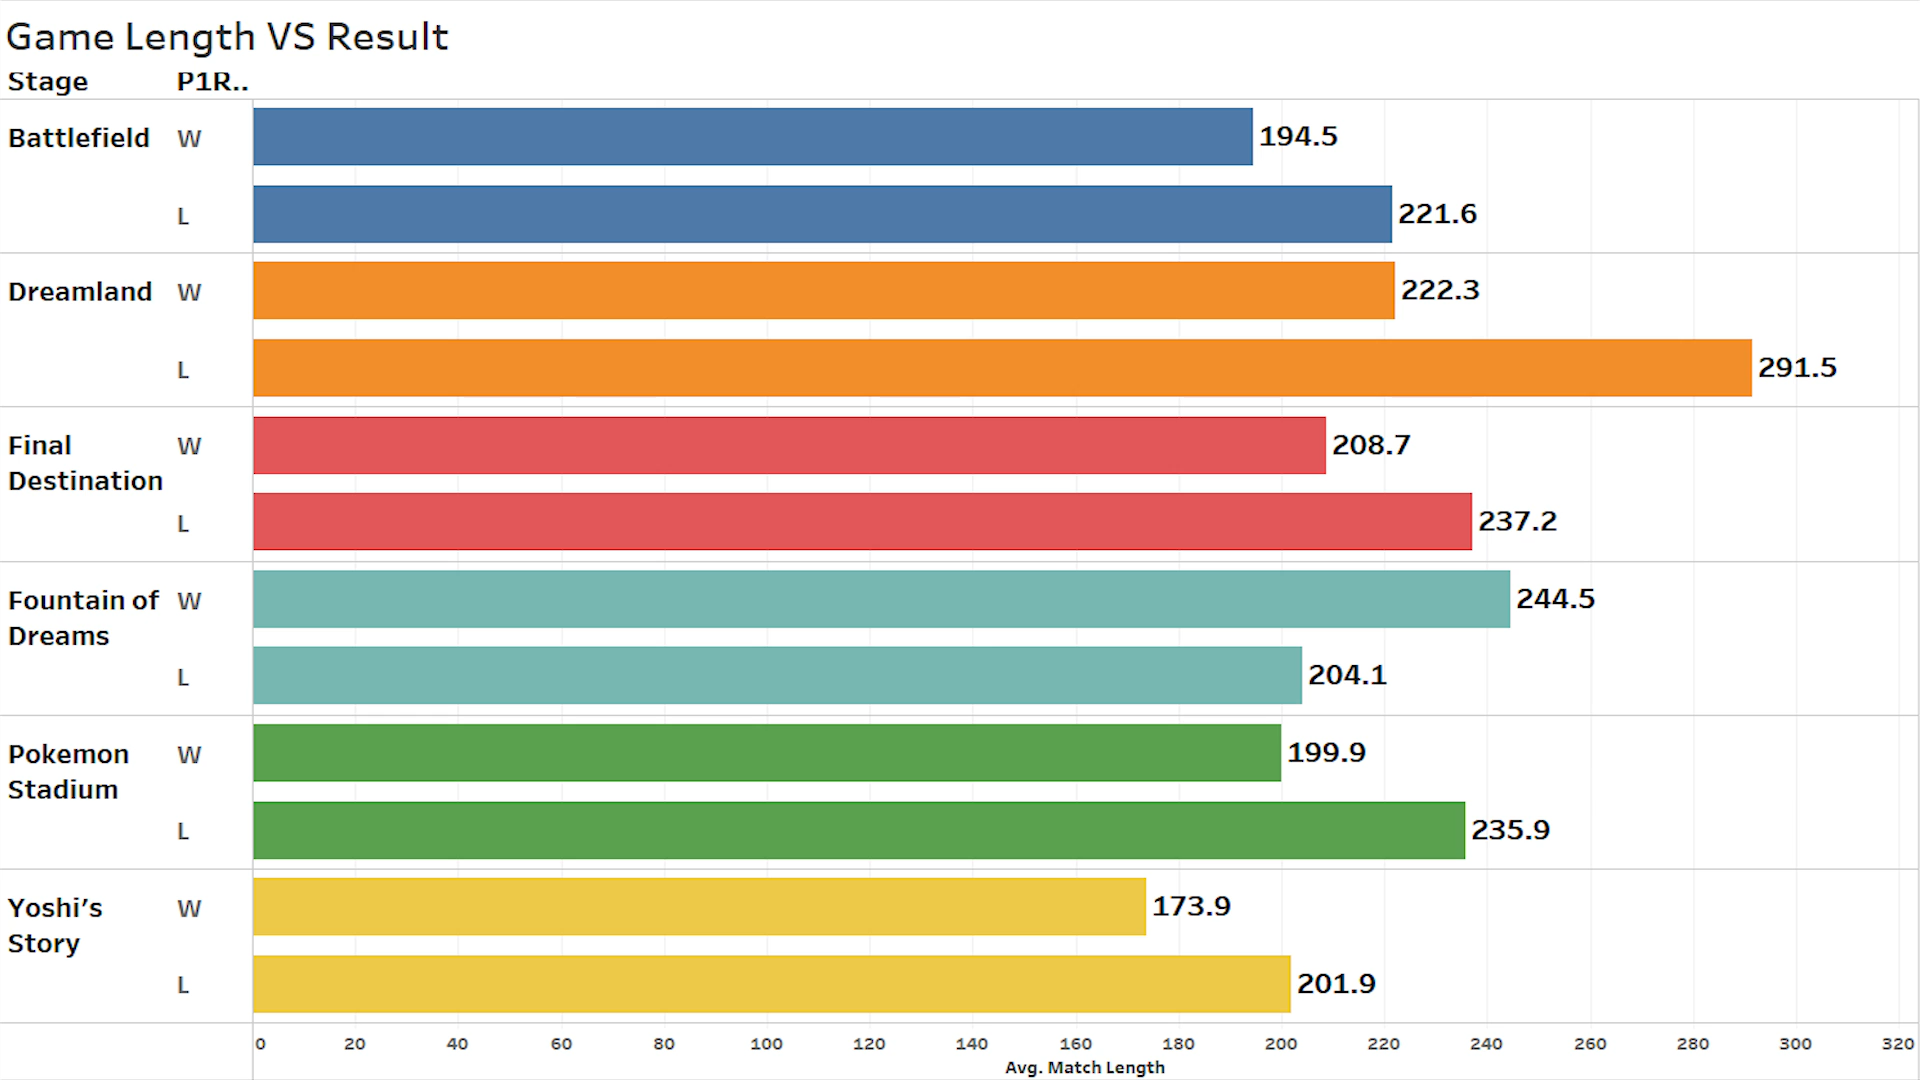 Game Length VS Result
Stage P1R..
Battlefield W 194.5
L 221.6
Dreamland W 222.3
L 291.5
Final W 208.7
Destination
L 237.2
Fountain of W 244.5
Dreams
L 204.1
Pokemon W 199.9
Stadium
L 235.9
Yoshi’s W 173.9
Story
L 201.9
0 20 40 60 80 100 120 140 160 180 200 220 240 260 280 300 320
Avg. Match Length